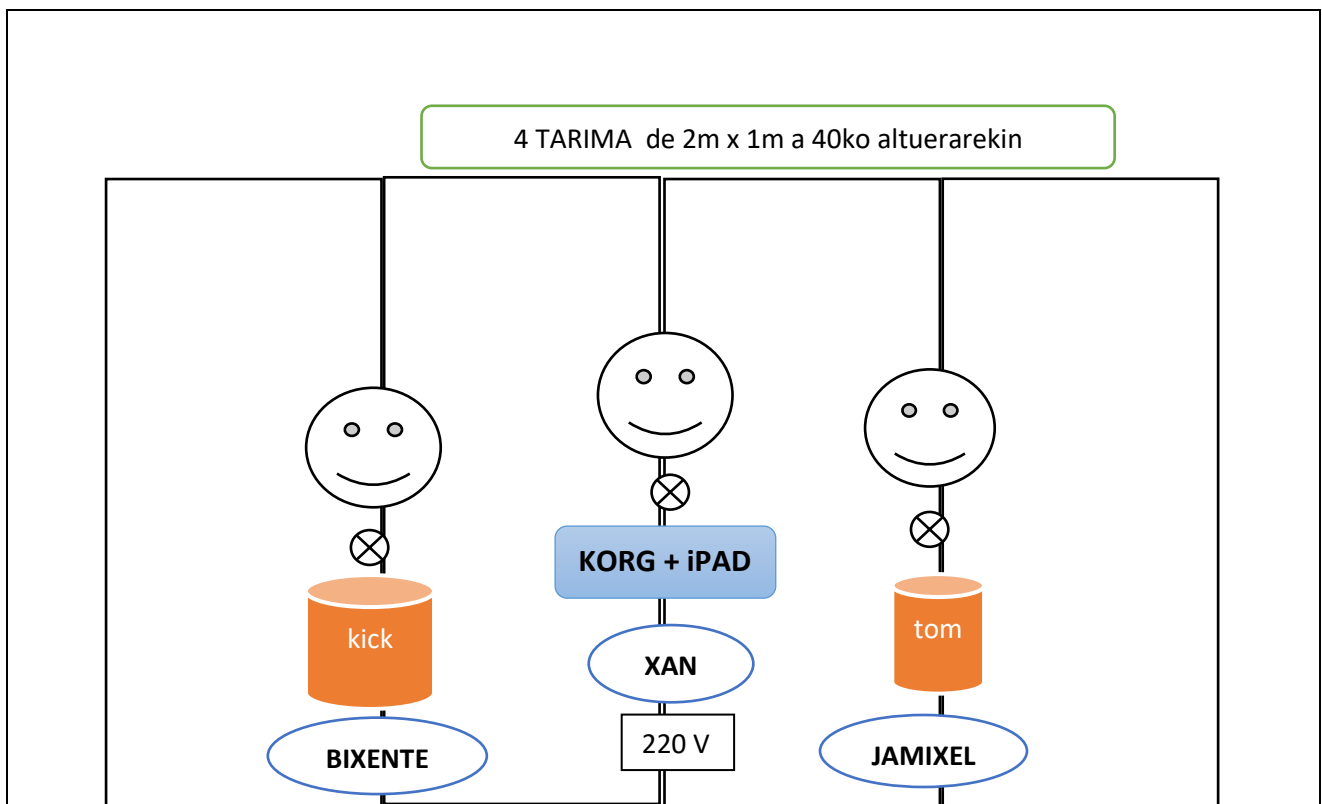 4 TARIMA de 2m x 1m a 40ko altuerarekin
KORG + iPAD
kick
tom
XAN
220 V
BIXENTE
JAMIXEL